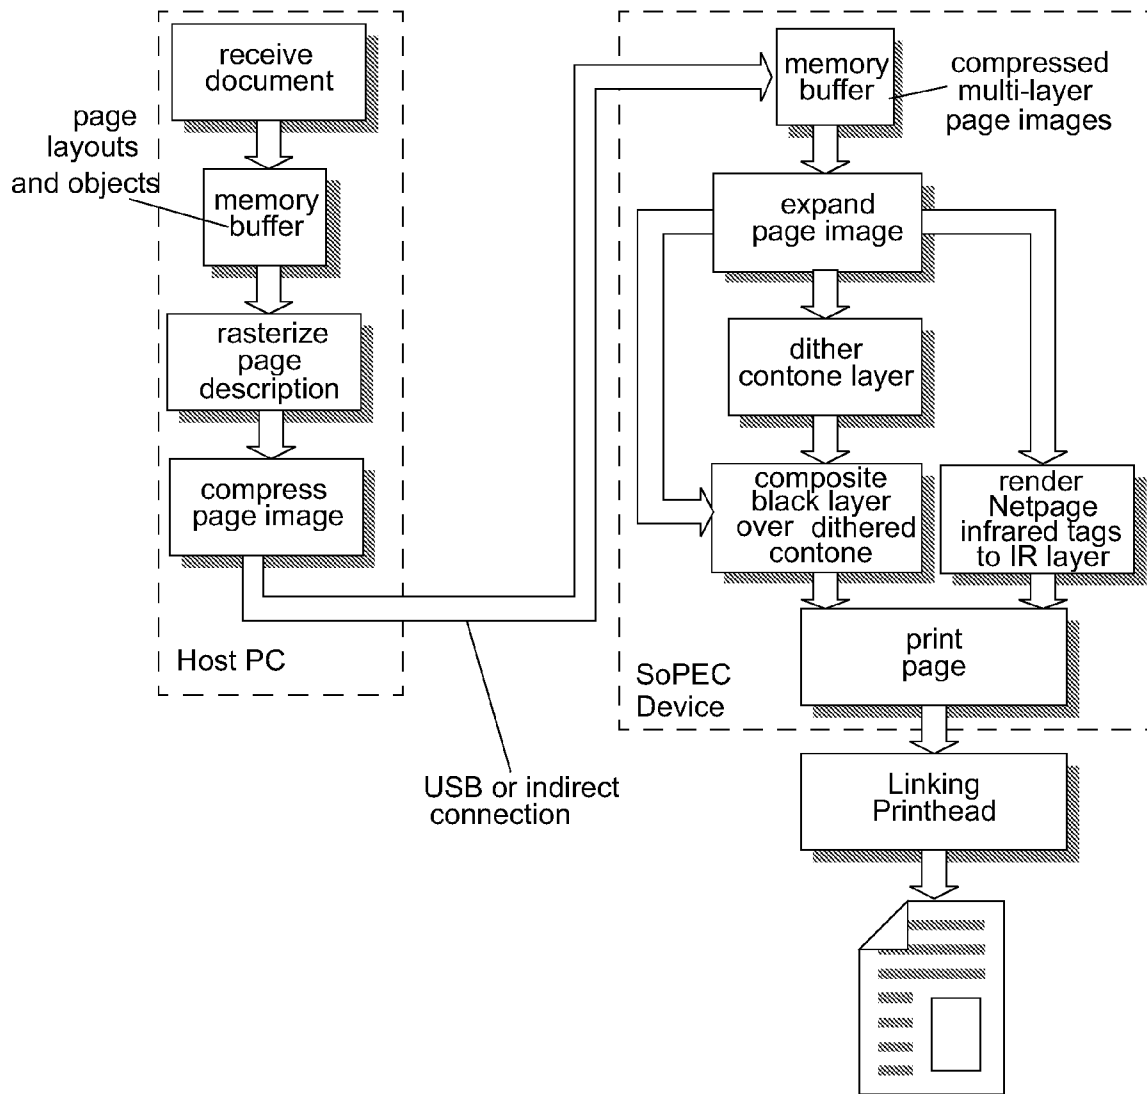 receive
document
page
layouts
and objects
memory
buffer
rasterize
page
description
compress
page image
Host PC
USB or indirect
connection
memory
buffer
compressed
multi-layer
page images
expand
page image
dither
contone layer
composite
black layer
over dithered
contone
render
Netpage
infrared tags
to IR layer
print
page
SoPEC
Device
Linking
Printhead